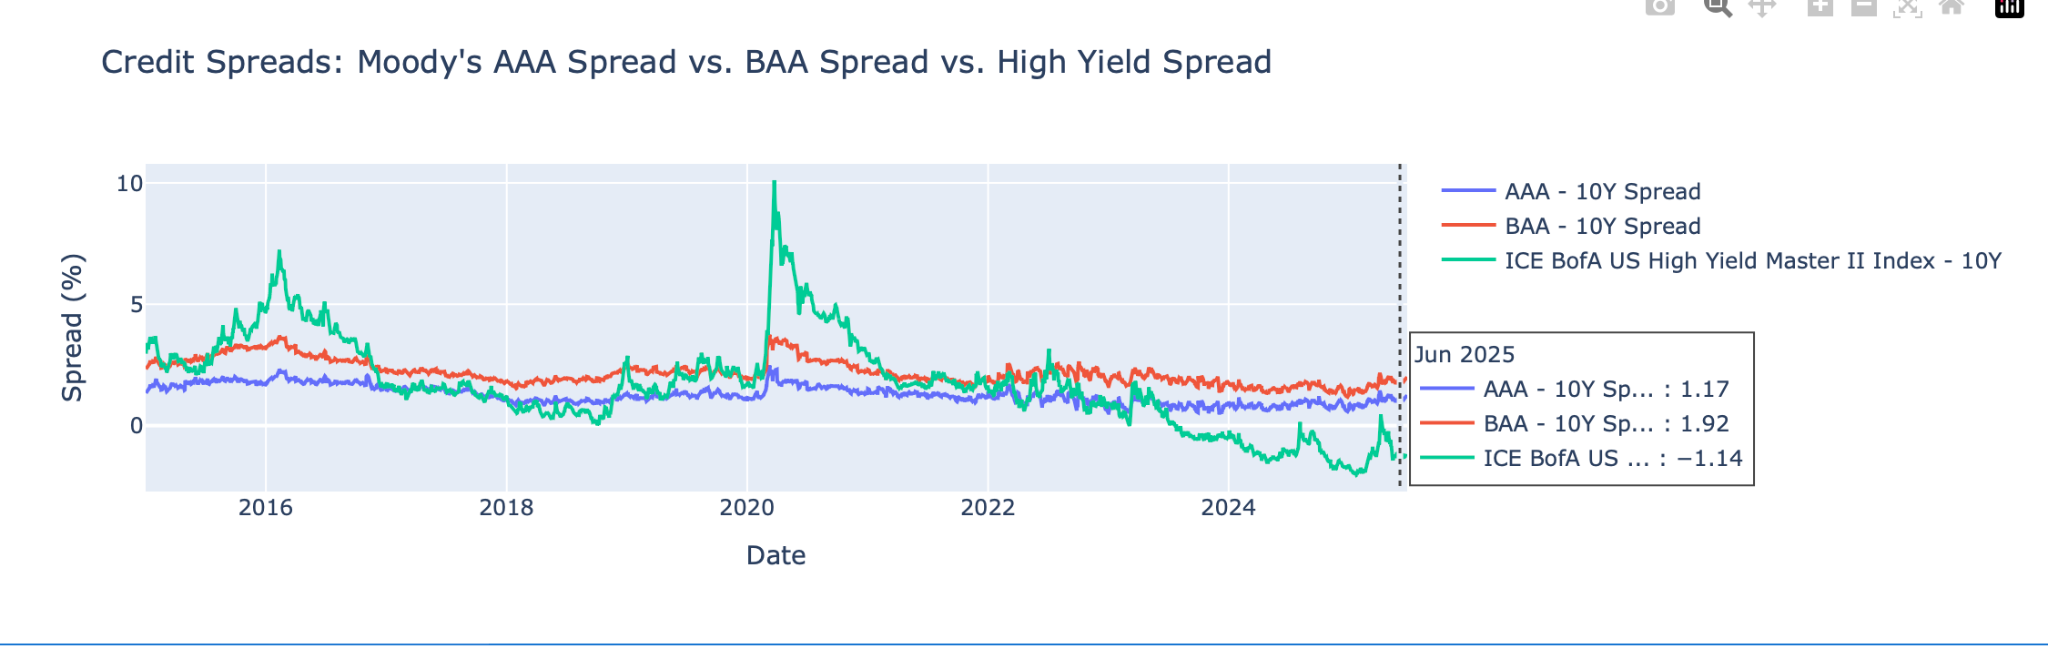 Credit Spreads: Moody's AAA Spread vs. BAA Spread vs. High Yield Spread
10
5
0
Spread (%)
2016
2018
2020
2022
2024
Date
AAA - 10Y Spread
BAA - 10Y Spread
ICE BofA US High Yield Master II Index - 10Y
Jun 2025
AAA - 10Y Sp... : 1.17
BAA - 10Y Sp... : 1.92
ICE BofA US ... : −1.14